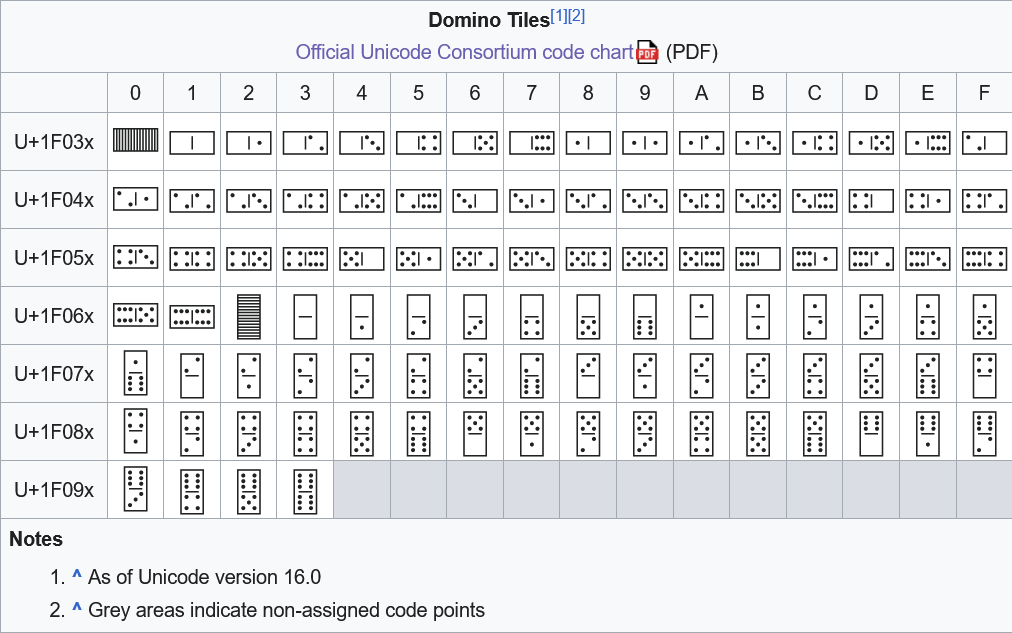 Domino Tiles[1][2]
Official Unicode Consortium code chart PDF (PDF)
0 1 2 3 4 5 6 7 8 9 A B C D E F
U+1F03x 🀰 🀱 🀲 🀳 🀴 🀵 🀶 🀷 🀸 🀹 🀺 🀻 🀼 🀽 🀾 🀿
U+1F04x 🁀 🁁 🁂 🁃 🁄 🁅 🁆 🁇 🁈 🁉 🁊 🁋 🁌 🁍 🁎 🁏
U+1F05x 🁐 🁑 🁒 🁓 🁔 🁕 🁖 🁗 🁘 🁙 🁚 🁛 🁜 🁝 🁞 🁟
U+1F06x 🁠 🁡 🁢 🁣 🁤 🁥 🁦 🁧 🁨 🁩 🁪 🁫 🁬 🁭 🁮 🁯
U+1F07x 🁰 🁱 🁲 🁳 🁴 🁵 🁶 🁷 🁸 🁹 🁺 🁻 🁼 🁽 🁾 🁿
U+1F08x 🂀 🂁 🂂 🂃 🂄 🂅 🂆 🂇 🂈 🂉 🂊 🂋 🂌 🂍 🂎 🂏
U+1F09x 🂐 🂑 🂒 🂓
Notes
1. ^ As of Unicode version 16.0
2. ^ Grey areas indicate non-assigned code points